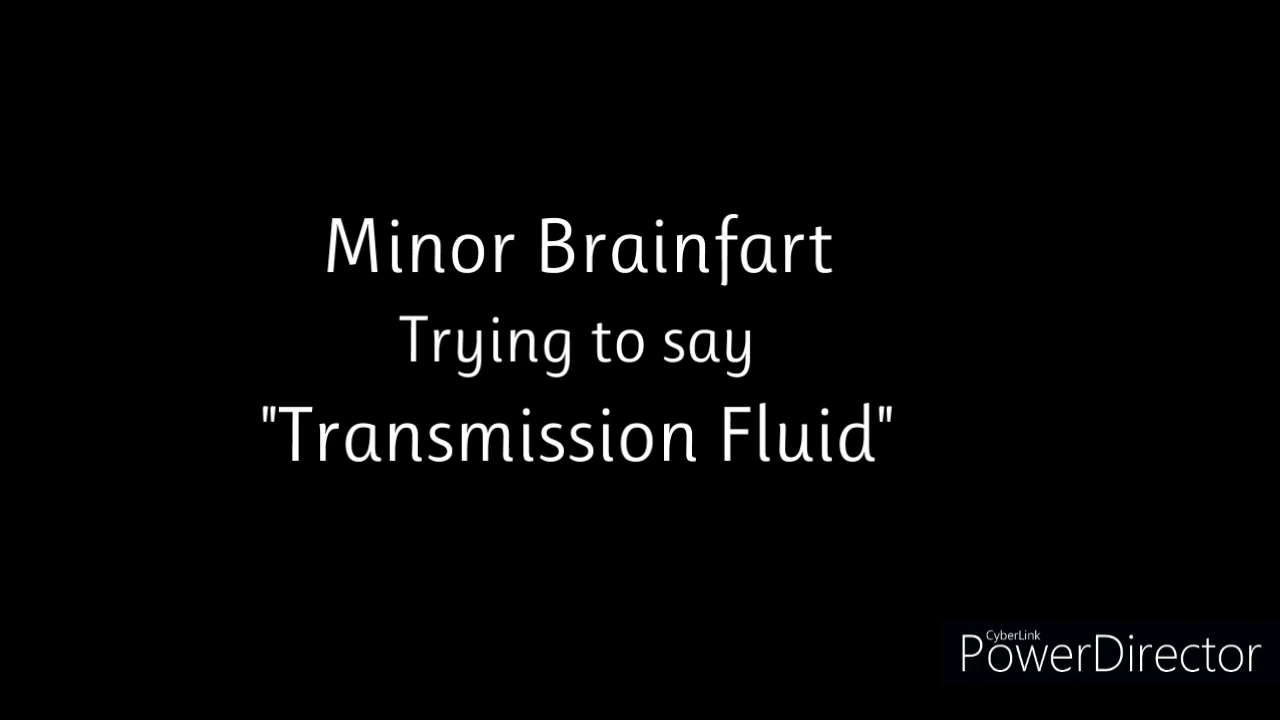 Minor Brainfart
Trying to say
"Transmission Fluid"
CyberLink
PowerDirector